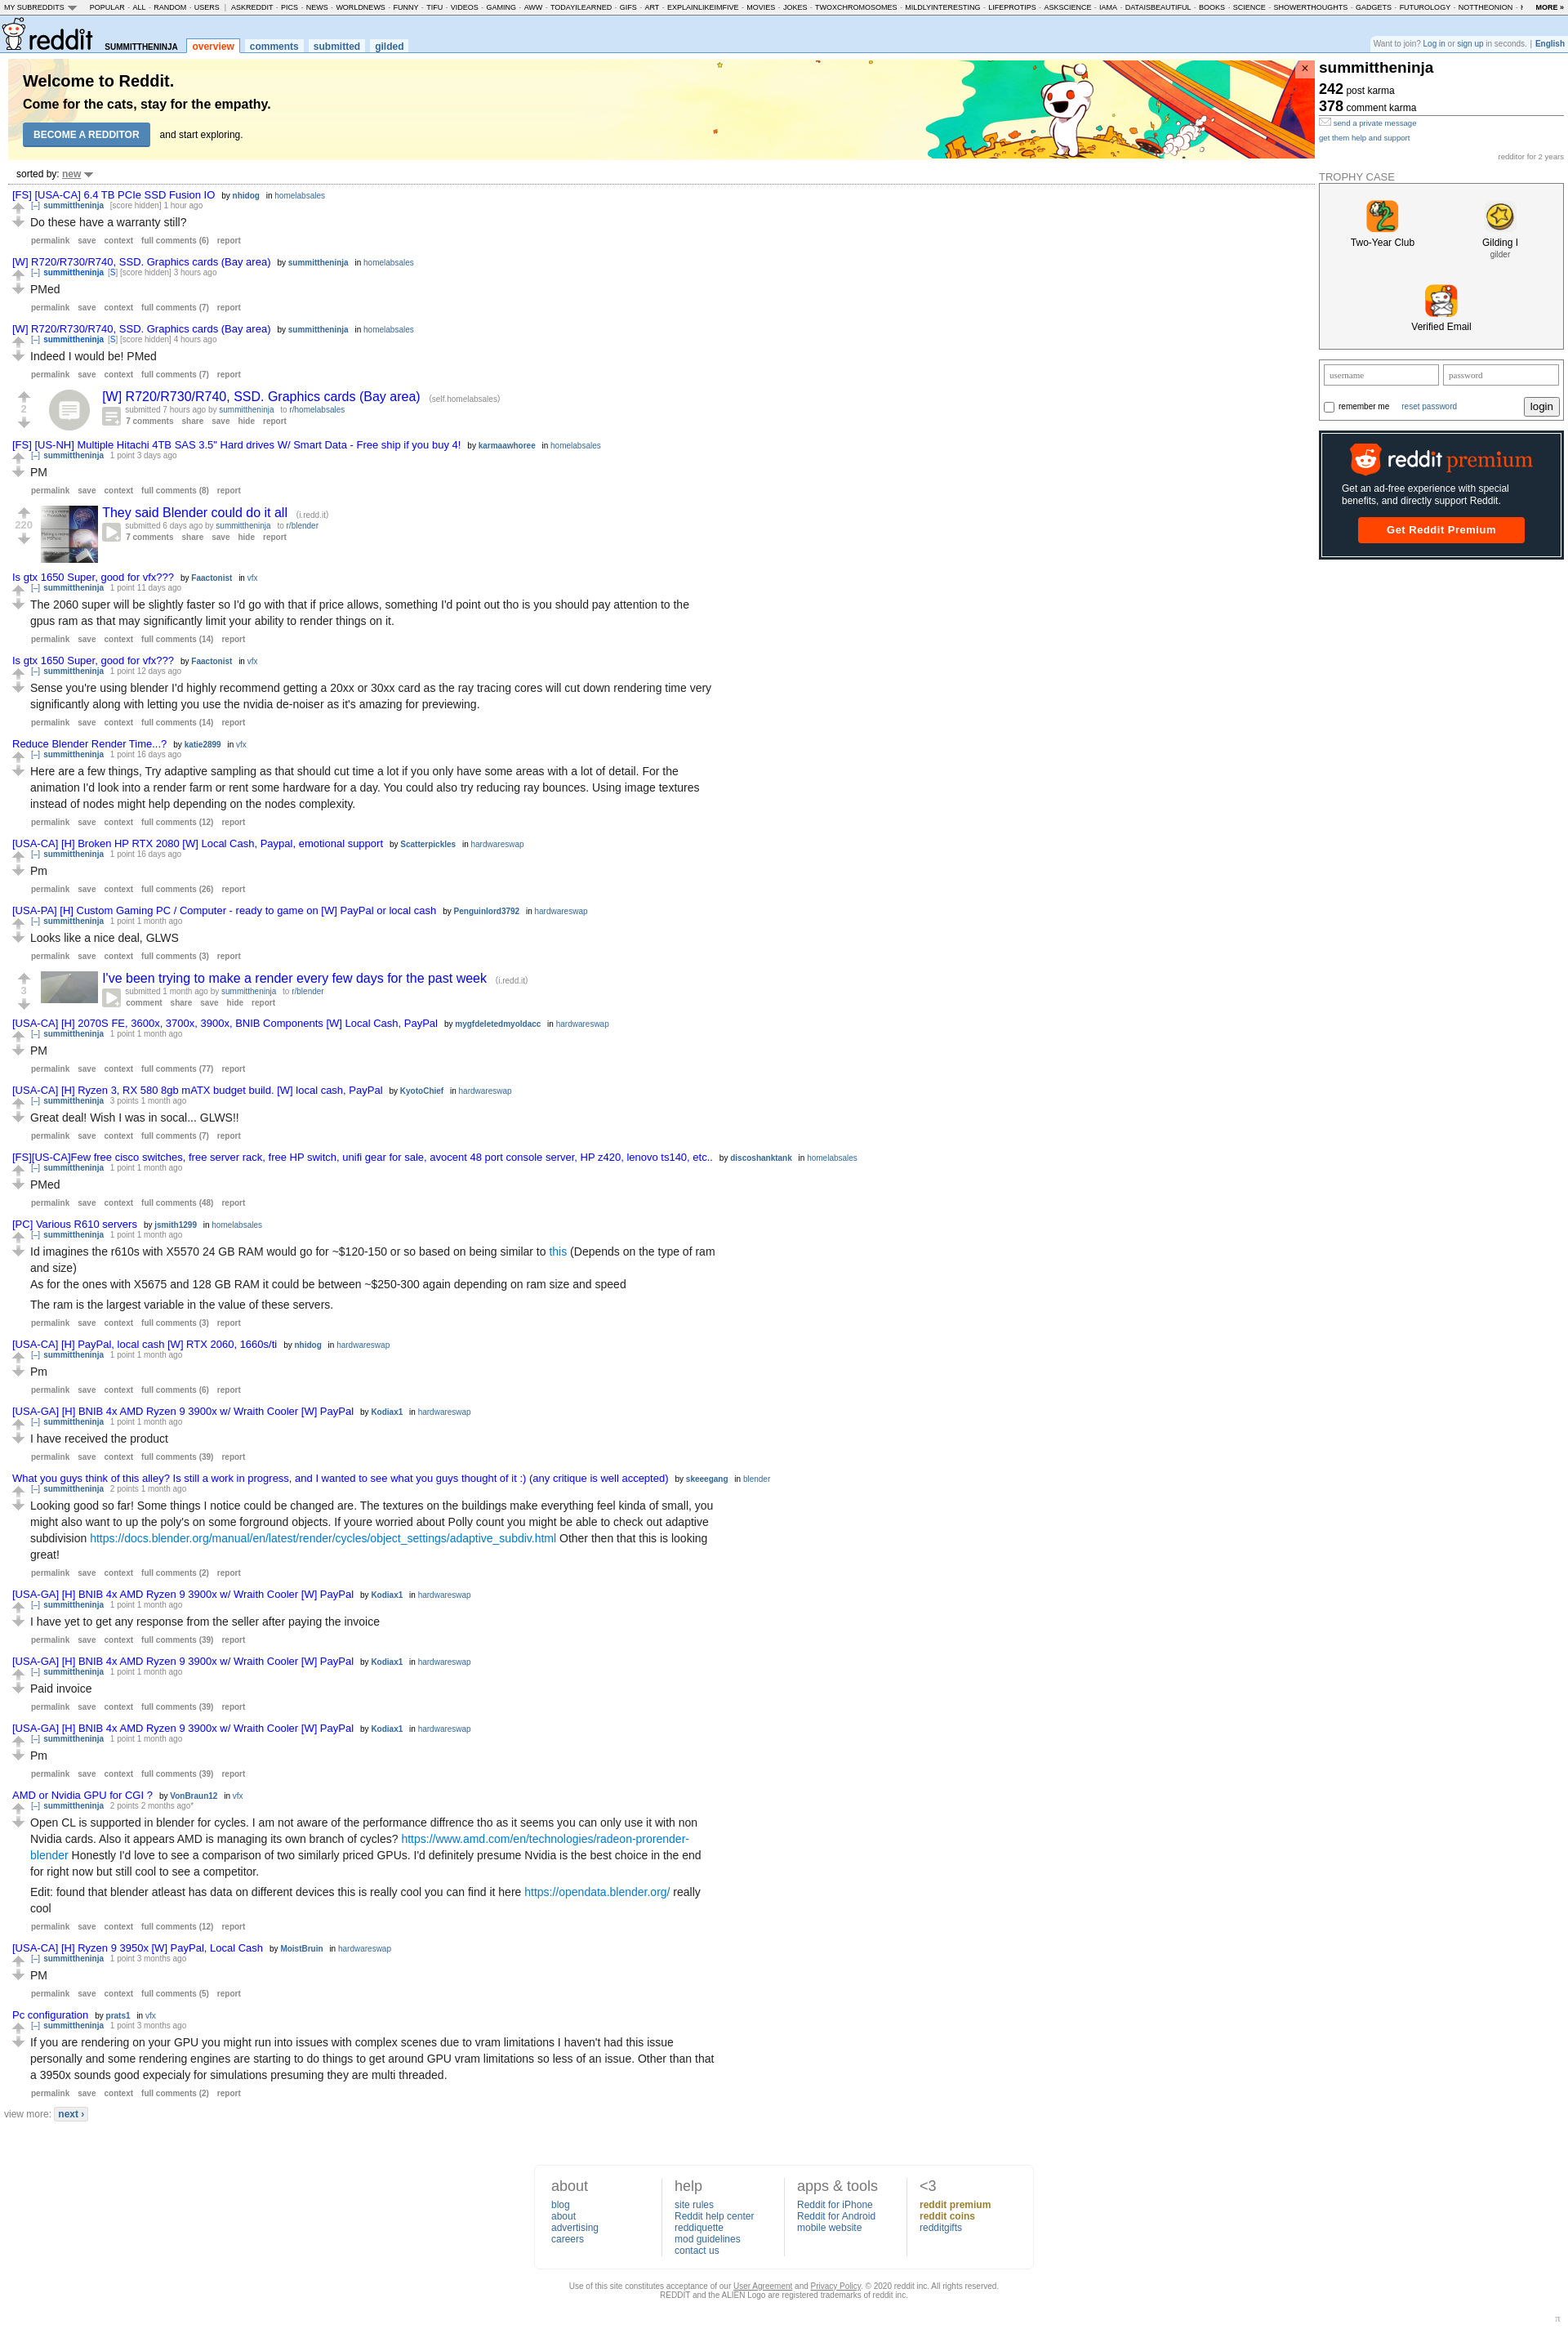 MY SUBREDDITS POPULAR - ALL - RANDOM - USERS | ASKREDDIT - PICS - NEWS - WORLDNEWS - FUNNY - TIFU - VIDEOS - GAMING - AWW - TODAYILEARNED - GIFS - ART - EXPLAINLIKEIMFIVE - MOVIES - JOKES - TWOXCHROMOSOMES - MILDLYINTERESTING - LIFEPROTIPS - ASKSCIENCE - IAMA - DATAISBEAUTIFUL - BOOKS - SCIENCE - SHOWERTHOUGHTS - GADGETS - FUTUROLOGY - NOTTHEONION - MORE »
reddit SUMMITTHENINJA overview comments submitted gilded
Want to join? Log in or sign up in seconds. | English
Welcome to Reddit.
Come for the cats, stay for the empathy.
BECOME A REDDITOR and start exploring.
×
summittheninja
242 post karma
378 comment karma
send a private message
get them help and support
redditor for 2 years
TROPHY CASE
Two-Year Club
Gilding I
gilder
Verified Email
username password
remember me reset password login
reddit premium
Get an ad-free experience with special
benefits, and directly support Reddit.
Get Reddit Premium
sorted by: new
[FS] [USA-CA] 6.4 TB PCIe SSD Fusion IO by nhidog in homelabsales
[–] summittheninja [score hidden] 1 hour ago
Do these have a warranty still?
permalink save context full comments (6) report
[W] R720/R730/R740, SSD. Graphics cards (Bay area) by summittheninja in homelabsales
[–] summittheninja [S] [score hidden] 3 hours ago
PMed
permalink save context full comments (7) report
[W] R720/R730/R740, SSD. Graphics cards (Bay area) by summittheninja in homelabsales
[–] summittheninja [S] [score hidden] 4 hours ago
Indeed I would be! PMed
permalink save context full comments (7) report
2
[W] R720/R730/R740, SSD. Graphics cards (Bay area) (self.homelabsales)
submitted 7 hours ago by summittheninja to r/homelabsales
7 comments share save hide report
[FS] [US-NH] Multiple Hitachi 4TB SAS 3.5" Hard drives W/ Smart Data - Free ship if you buy 4! by karmaawhoree in homelabsales
[–] summittheninja 1 point 3 days ago
PM
permalink save context full comments (8) report
220
They said Blender could do it all (i.redd.it)
submitted 6 days ago by summittheninja to r/blender
7 comments share save hide report
Is gtx 1650 Super, good for vfx??? by Faactonist in vfx
[–] summittheninja 1 point 11 days ago
The 2060 super will be slightly faster so I'd go with that if price allows, something I'd point out tho is you should pay attention to the
gpus ram as that may significantly limit your ability to render things on it.
permalink save context full comments (14) report
Is gtx 1650 Super, good for vfx??? by Faactonist in vfx
[–] summittheninja 1 point 12 days ago
Sense you're using blender I'd highly recommend getting a 20xx or 30xx card as the ray tracing cores will cut down rendering time very
significantly along with letting you use the nvidia de-noiser as it's amazing for previewing.
permalink save context full comments (14) report
Reduce Blender Render Time...? by katie2899 in vfx
[–] summittheninja 1 point 16 days ago
Here are a few things, Try adaptive sampling as that should cut time a lot if you only have some areas with a lot of detail. For the
animation I'd look into a render farm or rent some hardware for a day. You could also try reducing ray bounces. Using image textures
instead of nodes might help depending on the nodes complexity.
permalink save context full comments (12) report
[USA-CA] [H] Broken HP RTX 2080 [W] Local Cash, Paypal, emotional support by Scatterpickles in hardwareswap
[–] summittheninja 1 point 16 days ago
Pm
permalink save context full comments (26) report
[USA-PA] [H] Custom Gaming PC / Computer - ready to game on [W] PayPal or local cash by Penguinlord3792 in hardwareswap
[–] summittheninja 1 point 1 month ago
Looks like a nice deal, GLWS
permalink save context full comments (3) report
3
I've been trying to make a render every few days for the past week (i.redd.it)
submitted 1 month ago by summittheninja to r/blender
comment share save hide report
[USA-CA] [H] 2070S FE, 3600x, 3700x, 3900x, BNIB Components [W] Local Cash, PayPal by mygfdeletedmyoldacc in hardwareswap
[–] summittheninja 1 point 1 month ago
PM
permalink save context full comments (77) report
[USA-CA] [H] Ryzen 3, RX 580 8gb mATX budget build. [W] local cash, PayPal by KyotoChief in hardwareswap
[–] summittheninja 3 points 1 month ago
Great deal! Wish I was in socal... GLWS!!
permalink save context full comments (7) report
[FS][US-CA]Few free cisco switches, free server rack, free HP switch, unifi gear for sale, avocent 48 port console server, HP z420, lenovo ts140, etc.. by discoshanktank in homelabsales
[–] summittheninja 1 point 1 month ago
PMed
permalink save context full comments (48) report
[PC] Various R610 servers by jsmith1299 in homelabsales
[–] summittheninja 1 point 1 month ago
Id imagines the r610s with X5570 24 GB RAM would go for ~$120-150 or so based on being similar to this (Depends on the type of ram
and size)
As for the ones with X5675 and 128 GB RAM it could be between ~$250-300 again depending on ram size and speed
The ram is the largest variable in the value of these servers.
permalink save context full comments (3) report
[USA-CA] [H] PayPal, local cash [W] RTX 2060, 1660s/ti by nhidog in hardwareswap
[–] summittheninja 1 point 1 month ago
Pm
permalink save context full comments (6) report
[USA-GA] [H] BNIB 4x AMD Ryzen 9 3900x w/ Wraith Cooler [W] PayPal by Kodiax1 in hardwareswap
[–] summittheninja 1 point 1 month ago
I have received the product
permalink save context full comments (39) report
What you guys think of this alley? Is still a work in progress, and I wanted to see what you guys thought of it :) (any critique is well accepted) by skeeegang in blender
[–] summittheninja 2 points 1 month ago
Looking good so far! Some things I notice could be changed are. The textures on the buildings make everything feel kinda of small, you
might also want to up the poly's on some forground objects. If youre worried about Polly count you might be able to check out adaptive
subdivision https://docs.blender.org/manual/en/latest/render/cycles/object_settings/adaptive_subdiv.html Other then that this is looking
great!
permalink save context full comments (2) report
[USA-GA] [H] BNIB 4x AMD Ryzen 9 3900x w/ Wraith Cooler [W] PayPal by Kodiax1 in hardwareswap
[–] summittheninja 1 point 1 month ago
I have yet to get any response from the seller after paying the invoice
permalink save context full comments (39) report
[USA-GA] [H] BNIB 4x AMD Ryzen 9 3900x w/ Wraith Cooler [W] PayPal by Kodiax1 in hardwareswap
[–] summittheninja 1 point 1 month ago
Paid invoice
permalink save context full comments (39) report
[USA-GA] [H] BNIB 4x AMD Ryzen 9 3900x w/ Wraith Cooler [W] PayPal by Kodiax1 in hardwareswap
[–] summittheninja 1 point 1 month ago
Pm
permalink save context full comments (39) report
AMD or Nvidia GPU for CGI ? by VonBraun12 in vfx
[–] summittheninja 2 points 2 months ago*
Open CL is supported in blender for cycles. I am not aware of the performance diffrence tho as it seems you can only use it with non
Nvidia cards. Also it appears AMD is managing its own branch of cycles? https://www.amd.com/en/technologies/radeon-prorender-
blender Honestly I'd love to see a comparison of two similarly priced GPUs. I'd definitely presume Nvidia is the best choice in the end
for right now but still cool to see a competitor.
Edit: found that blender atleast has data on different devices this is really cool you can find it here https://opendata.blender.org/ really
cool
permalink save context full comments (12) report
[USA-CA] [H] Ryzen 9 3950x [W] PayPal, Local Cash by MoistBruin in hardwareswap
[–] summittheninja 1 point 3 months ago
PM
permalink save context full comments (5) report
Pc configuration by prats1 in vfx
[–] summittheninja 1 point 3 months ago
If you are rendering on your GPU you might run into issues with complex scenes due to vram limitations I haven't had this issue
personally and some rendering engines are starting to do things to get around GPU vram limitations so less of an issue. Other than that
a 3950x sounds good expecialy for simulations presuming they are multi threaded.
permalink save context full comments (2) report
view more: next ›
about
blog
about
advertising
careers
help
site rules
Reddit help center
reddiquette
mod guidelines
contact us
apps & tools
Reddit for iPhone
Reddit for Android
mobile website
<3
reddit premium
reddit coins
redditgifts
Use of this site constitutes acceptance of our User Agreement and Privacy Policy. © 2020 reddit inc. All rights reserved.
REDDIT and the ALIEN Logo are registered trademarks of reddit inc.
π